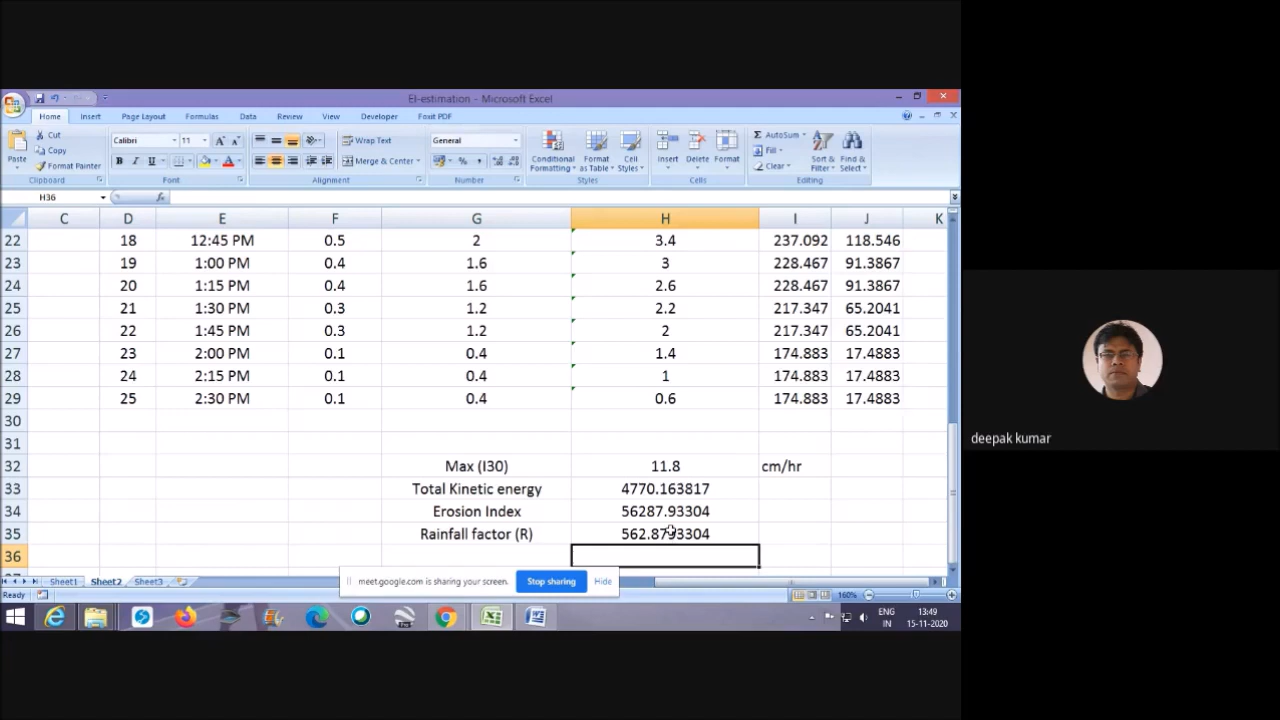 EI-estimation - Microsoft Excel
Home Insert Page Layout Formulas Data Review View Developer Foxit PDF
Cut Calibri 11 Wrap Text General AutoSum
Paste Copy Merge & Center Conditional Formatting Format as Table Cell Styles Insert Delete Format Fill Sort & Filter Find & Select
Format Painter Clear
Clipboard Font Alignment Number Styles Cells Editing
H36 fx
C D E F G H I J K
22 18 12:45 PM 0.5 2 3.4 237.092 118.546
23 19 1:00 PM 0.4 1.6 3 228.467 91.3867
24 20 1:15 PM 0.4 1.6 2.6 228.467 91.3867
25 21 1:30 PM 0.3 1.2 2.2 217.347 65.2041
26 22 1:45 PM 0.3 1.2 2 217.347 65.2041
27 23 2:00 PM 0.1 0.4 1.4 174.883 17.4883
28 24 2:15 PM 0.1 0.4 1 174.883 17.4883
29 25 2:30 PM 0.1 0.4 0.6 174.883 17.4883
30
31
32 Max (I30) 11.8 cm/hr
33 Total Kinetic energy 4770.163817
34 Erosion Index 56287.93304
35 Rainfall factor (R) 562.8793304
36
Sheet1 Sheet2 Sheet3
meet.google.com is sharing your screen. Stop sharing Hide
Ready 160%
ENG IN 13:49 15-11-2020
deepak kumar